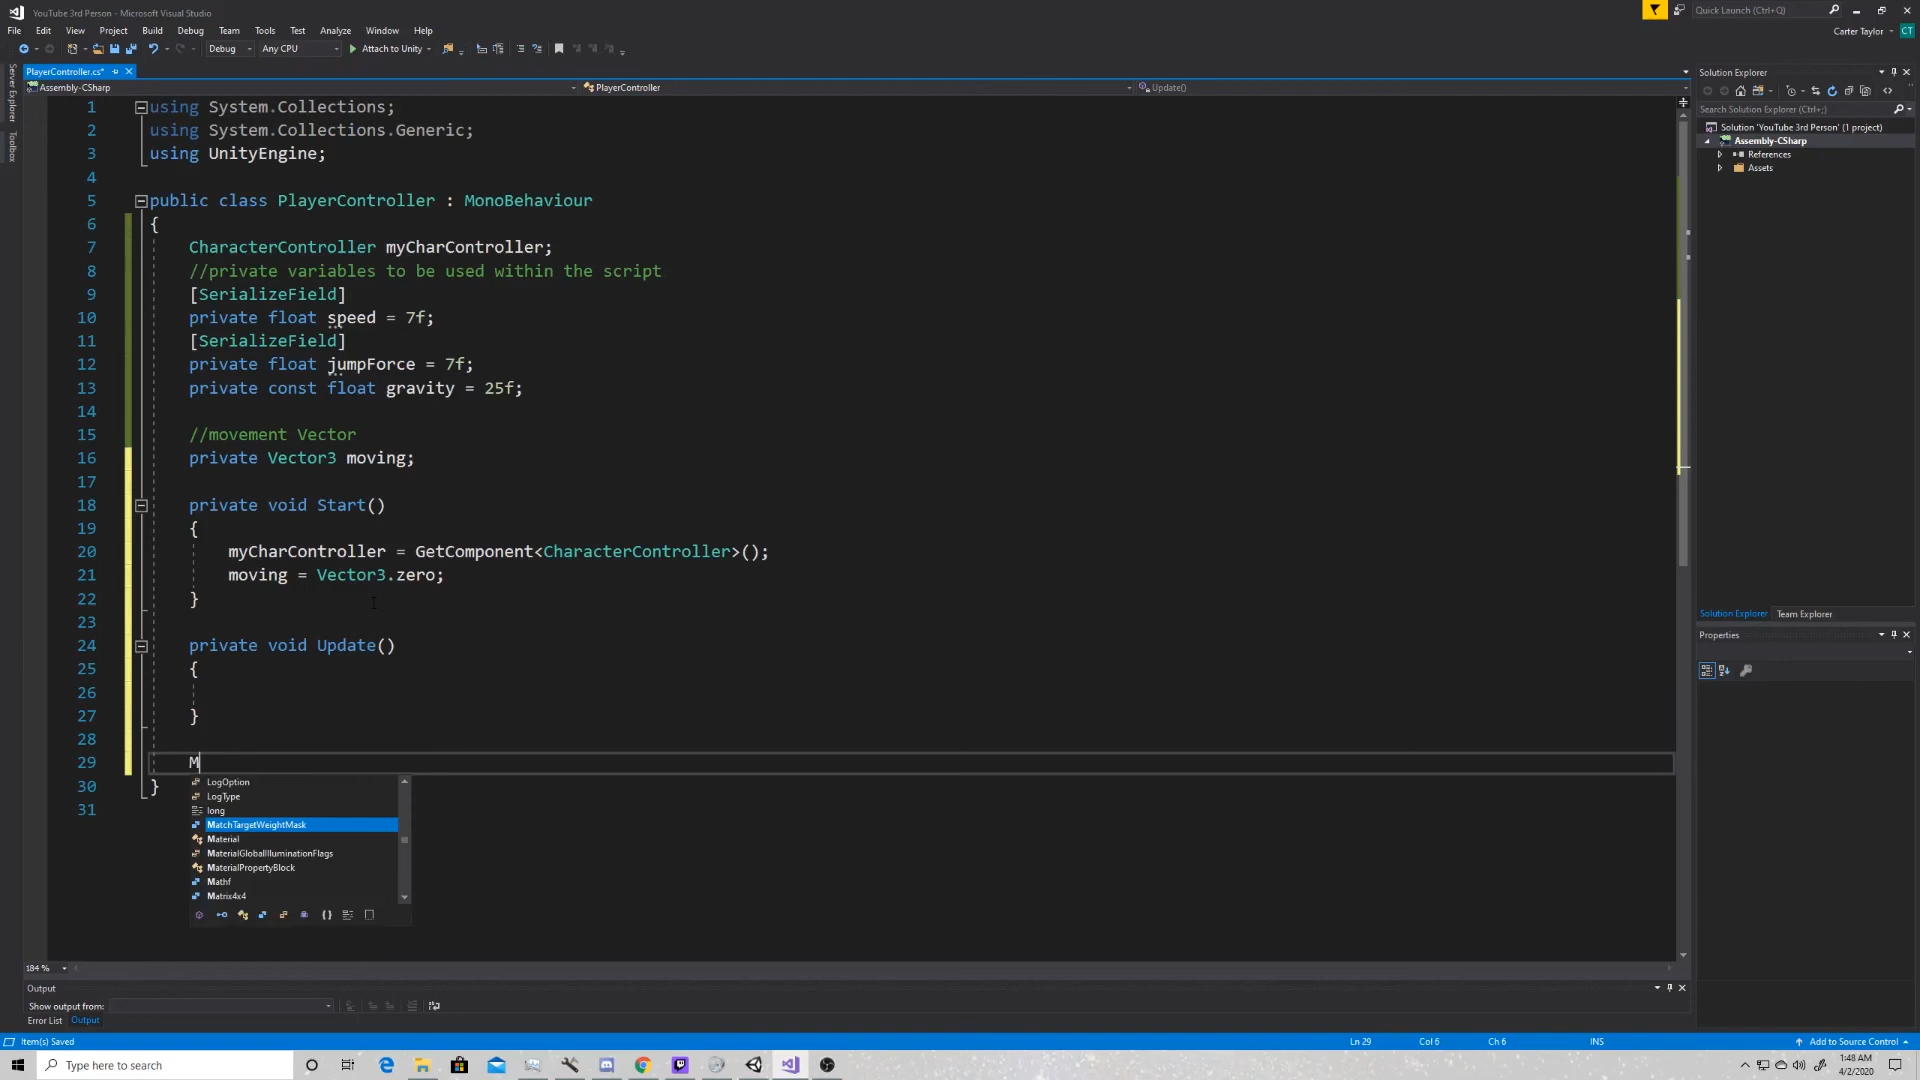 YouTube 3rd Person - Microsoft Visual Studio
Quick Launch (Ctrl+Q)
File Edit View Project Build Debug Team Tools Test Analyze Window Help
Carter Taylor CT
Debug Any CPU Attach to Unity
PlayerController.cs*
Solution Explorer
Assembly-CSharp PlayerController Update()
Server Explorer
Toolbox
Search Solution Explorer (Ctrl+;)
Solution 'YouTube 3rd Person' (1 project)
Assembly-CSharp
References
Assets
1 using System.Collections;
2 using System.Collections.Generic;
3 using UnityEngine;
4
5 public class PlayerController : MonoBehaviour
6 {
7 CharacterController myCharController;
8 //private variables to be used within the script
9 [SerializeField]
10 private float speed = 7f;
11 [SerializeField]
12 private float jumpForce = 7f;
13 private const float gravity = 25f;
14
15 //movement Vector
16 private Vector3 moving;
17
18 private void Start()
19 {
20 myCharController = GetComponent<CharacterController>();
21 moving = Vector3.zero;
22 }
23
24 private void Update()
25 {
26
27 }
28
29 M
30 }
31
LogOption
LogType
long
MatchTargetWeightMask
Material
MaterialGlobalIlluminationFlags
MaterialPropertyBlock
Mathf
Matrix4x4
Solution Explorer Team Explorer
Properties
184 %
Output
Show output from:
Error List Output
Item(s) Saved Ln 29 Col 6 Ch 6 INS Add to Source Control
Type here to search
1:48 AM
4/2/2020